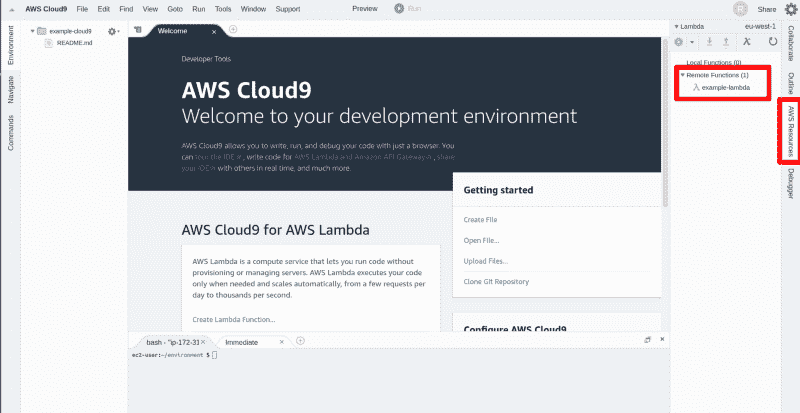 AWS Cloud9 File Edit Find View Goto Run Tools Window Support Preview Run R Share
Environment
Navigate
Commands
example-cloud9
README.md
Welcome
Developer Tools
AWS Cloud9
Welcome to your development environment
AWS Cloud9 allows you to write, run, and debug your code with just a browser. You
can tour the IDE, write code for AWS Lambda and Amazon API Gateway, share
your IDE with others in real time, and much more.
Getting started
Create File
Open File...
Upload Files...
Clone Git Repository
AWS Cloud9 for AWS Lambda
AWS Lambda is a compute service that lets you run code without
provisioning or managing servers. AWS Lambda executes your code
only when needed and scales automatically, from a few requests per
day to thousands per second.
Create Lambda Function...
Configure AWS Cloud9
bash - "ip-172-31
Immediate
ec2-user:~/environment $
Lambda eu-west-1
Local Functions (0)
Remote Functions (1)
example-lambda
Collaborate
Outline
AWS Resources
Debugger